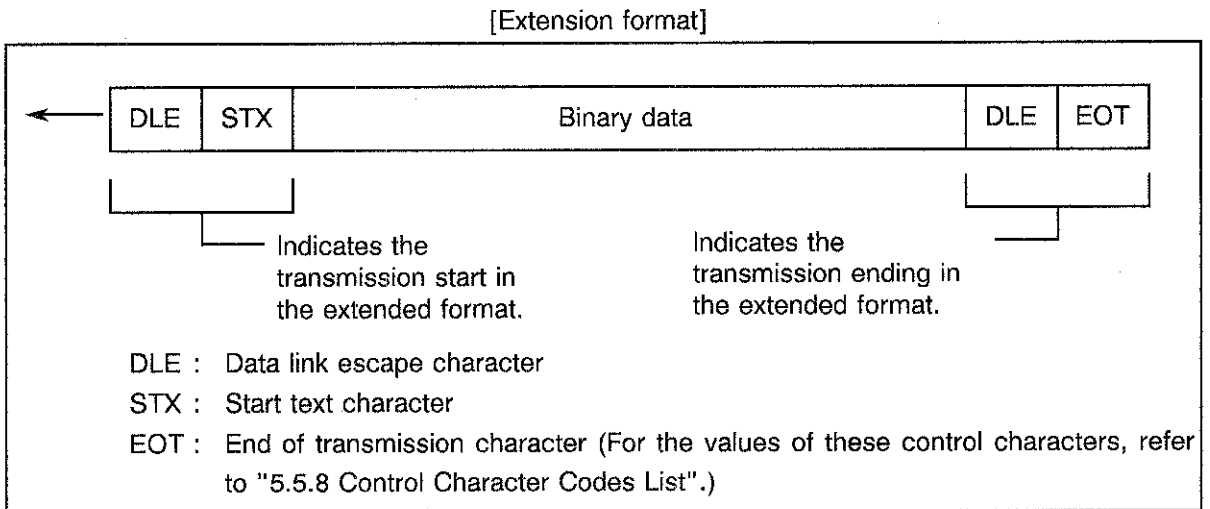 [Extension format]
DLE STX Binary data DLE EOT
Indicates the
transmission start in
the extended format.
Indicates the
transmission ending in
the extended format.
DLE : Data link escape character
STX : Start text character
EOT : End of transmission character (For the values of these control characters, refer
to "5.5.8 Control Character Codes List".)